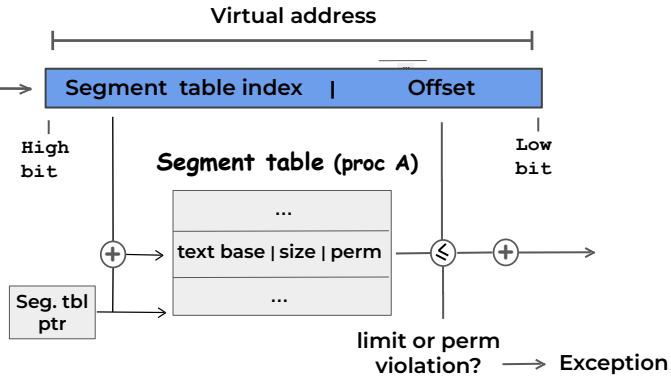 Virtual address
Segment table index | Offset
High bit
Low bit
Segment table (proc A)
...
text base | size | perm
...
+
≤
+
Seg. tbl
ptr
limit or perm
violation?
Exception